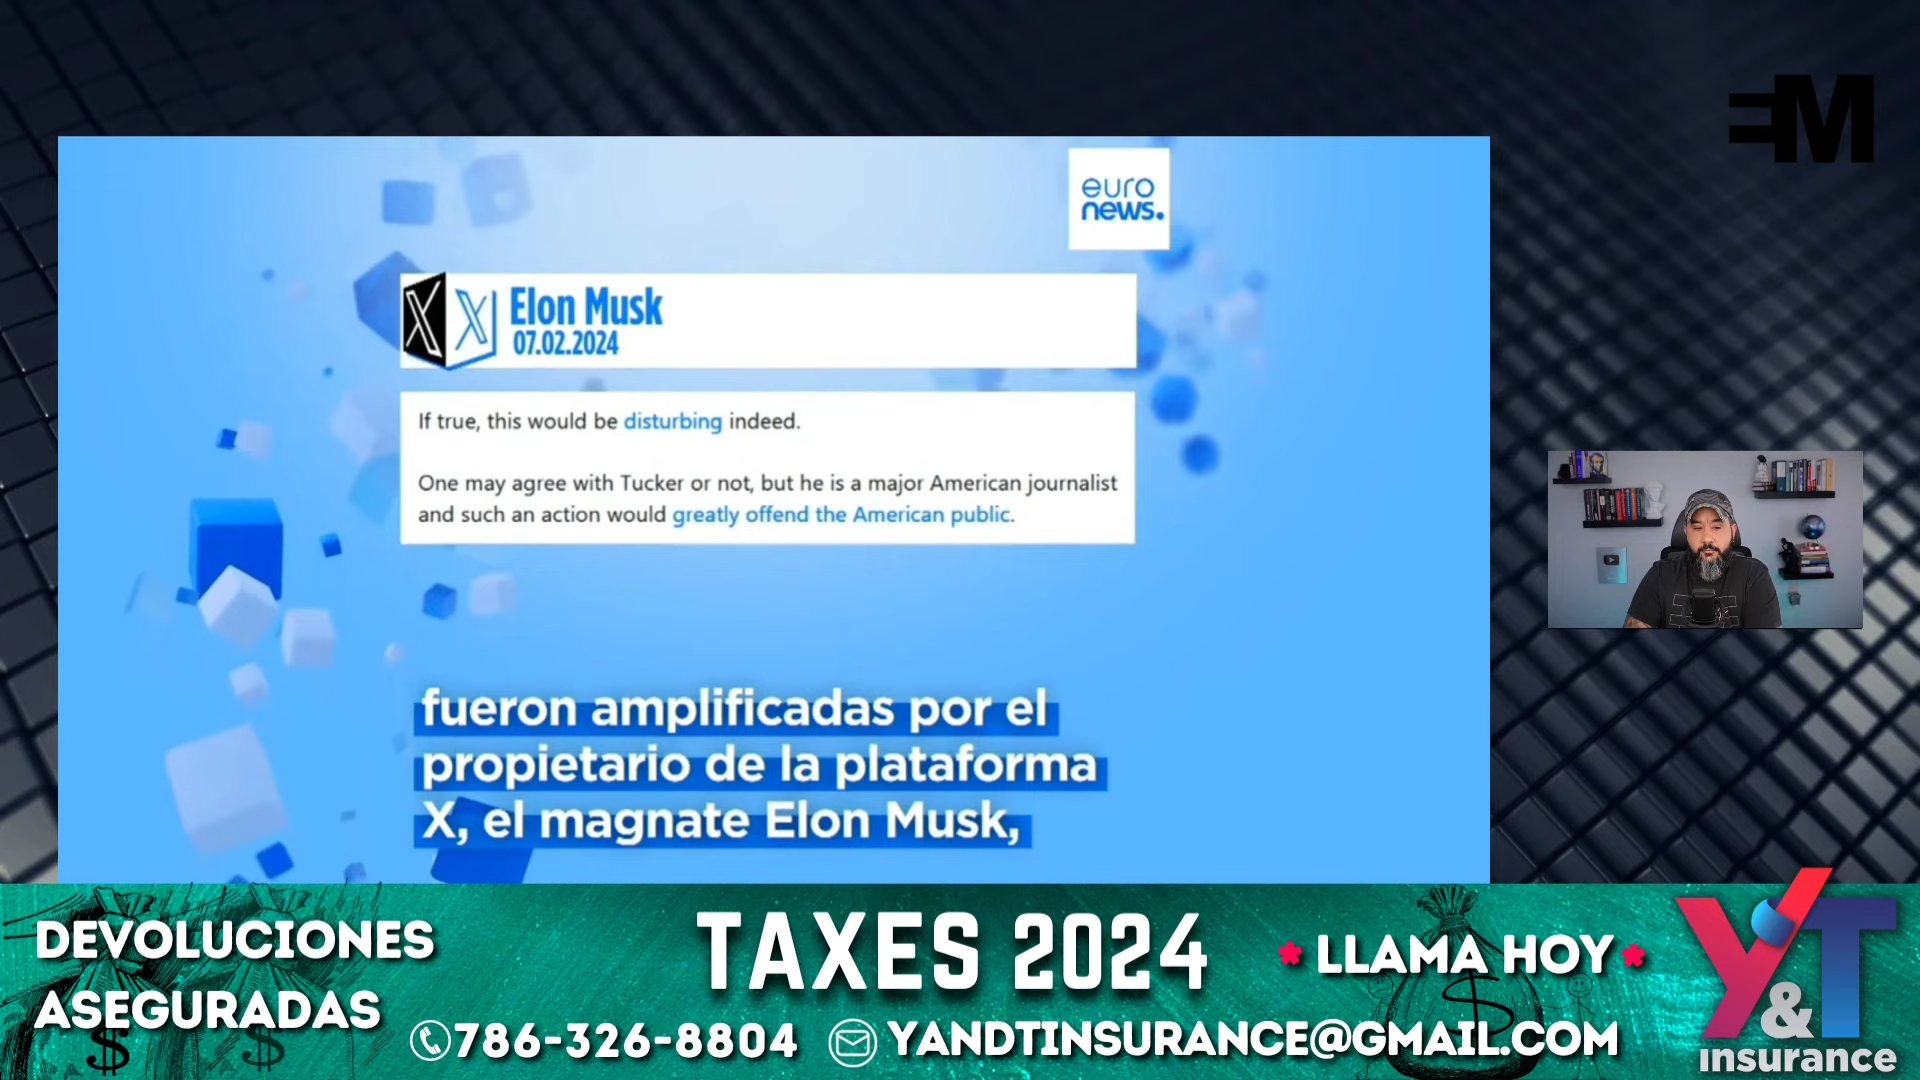 EM
euro
news.
Elon Musk
07.02.2024
If true, this would be disturbing indeed.
One may agree with Tucker or not, but he is a major American journalist
and such an action would greatly offend the American public.
fueron amplificadas por el
propietario de la plataforma
X, el magnate Elon Musk,
DEVOLUCIONES
ASEGURADAS
TAXES 2024
* LLAMA HOY *
786-326-8804
YANDTINSURANCE@GMAIL.COM
Y&T
insurance